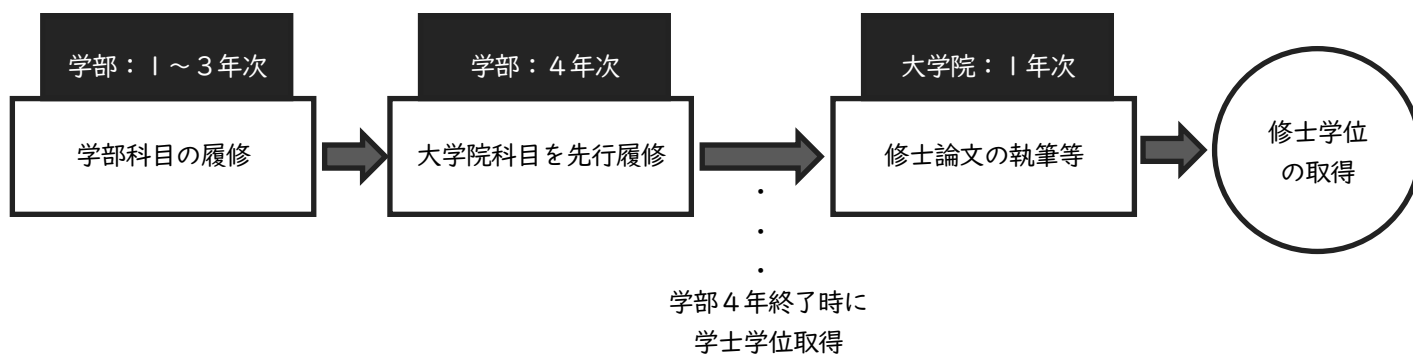 学部：１～３年次
学部科目の履修
学部：４年次
大学院科目を先行履修
大学院：１年次
修士論文の執筆等
修士学位
の取得
学部４年終了時に
学士学位取得